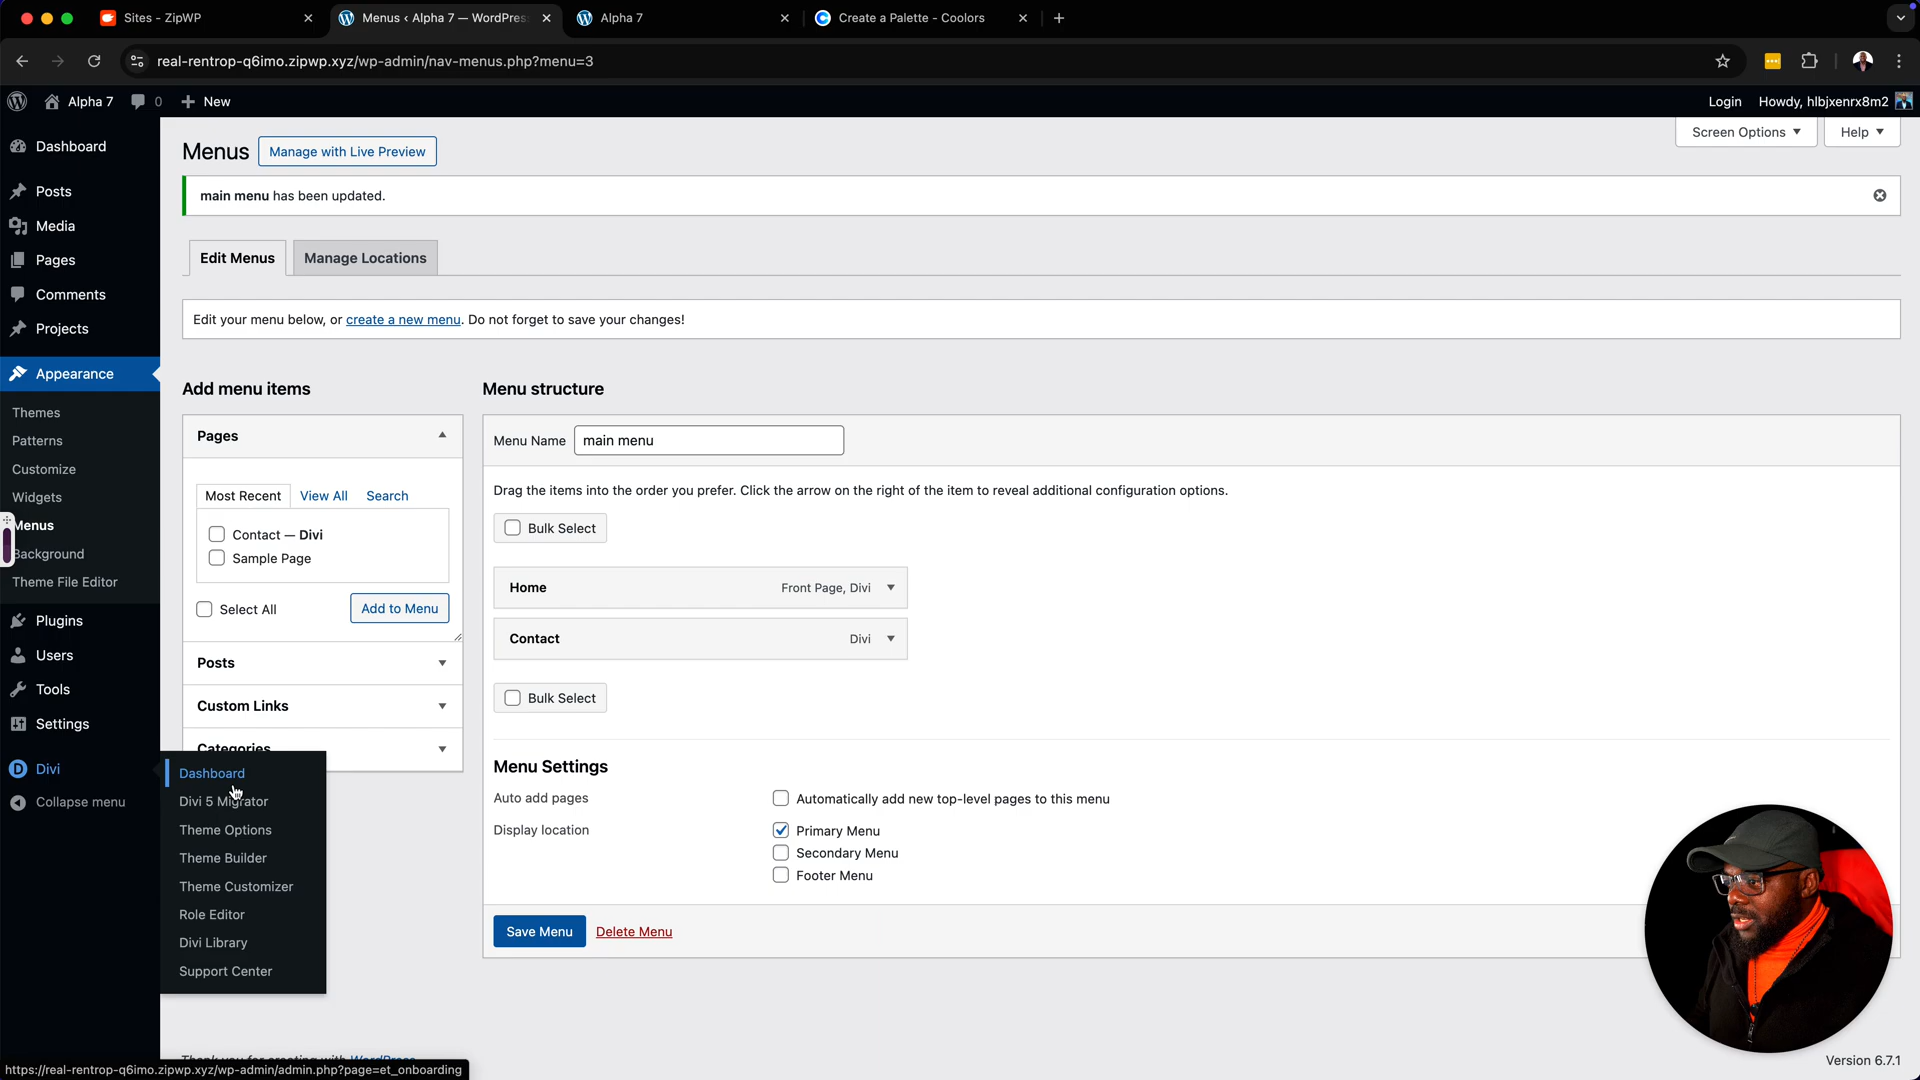 Sites - ZipWP
Menus ‹ Alpha 7 — WordPres
Alpha 7
Create a Palette - Coolors
real-rentrop-q6imo.zipwp.xyz/wp-admin/nav-menus.php?menu=3
Alpha 7
0
New
Login
Howdy, hlbjxenrx8m2
Dashboard
Posts
Media
Pages
Comments
Projects
Appearance
Themes
Patterns
Customize
Widgets
Menus
Background
Theme File Editor
Plugins
Users
Tools
Settings
Divi
Collapse menu
Dashboard
Divi 5 Migrator
Theme Options
Theme Builder
Theme Customizer
Role Editor
Divi Library
Support Center
Screen Options
Help
Menus
Manage with Live Preview
main menu has been updated.
Edit Menus
Manage Locations
Edit your menu below, or create a new menu. Do not forget to save your changes!
Add menu items
Pages
Most Recent
View All
Search
Contact — Divi
Sample Page
Select All
Add to Menu
Posts
Custom Links
Categories
Menu structure
Menu Name
main menu
Drag the items into the order you prefer. Click the arrow on the right of the item to reveal additional configuration options.
Bulk Select
Home
Front Page, Divi
Contact
Divi
Bulk Select
Menu Settings
Auto add pages
Automatically add new top-level pages to this menu
Display location
Primary Menu
Secondary Menu
Footer Menu
Save Menu
Delete Menu
Thank you for creating with WordPress
Version 6.7.1
https://real-rentrop-q6imo.zipwp.xyz/wp-admin/admin.php?page=et_onboarding